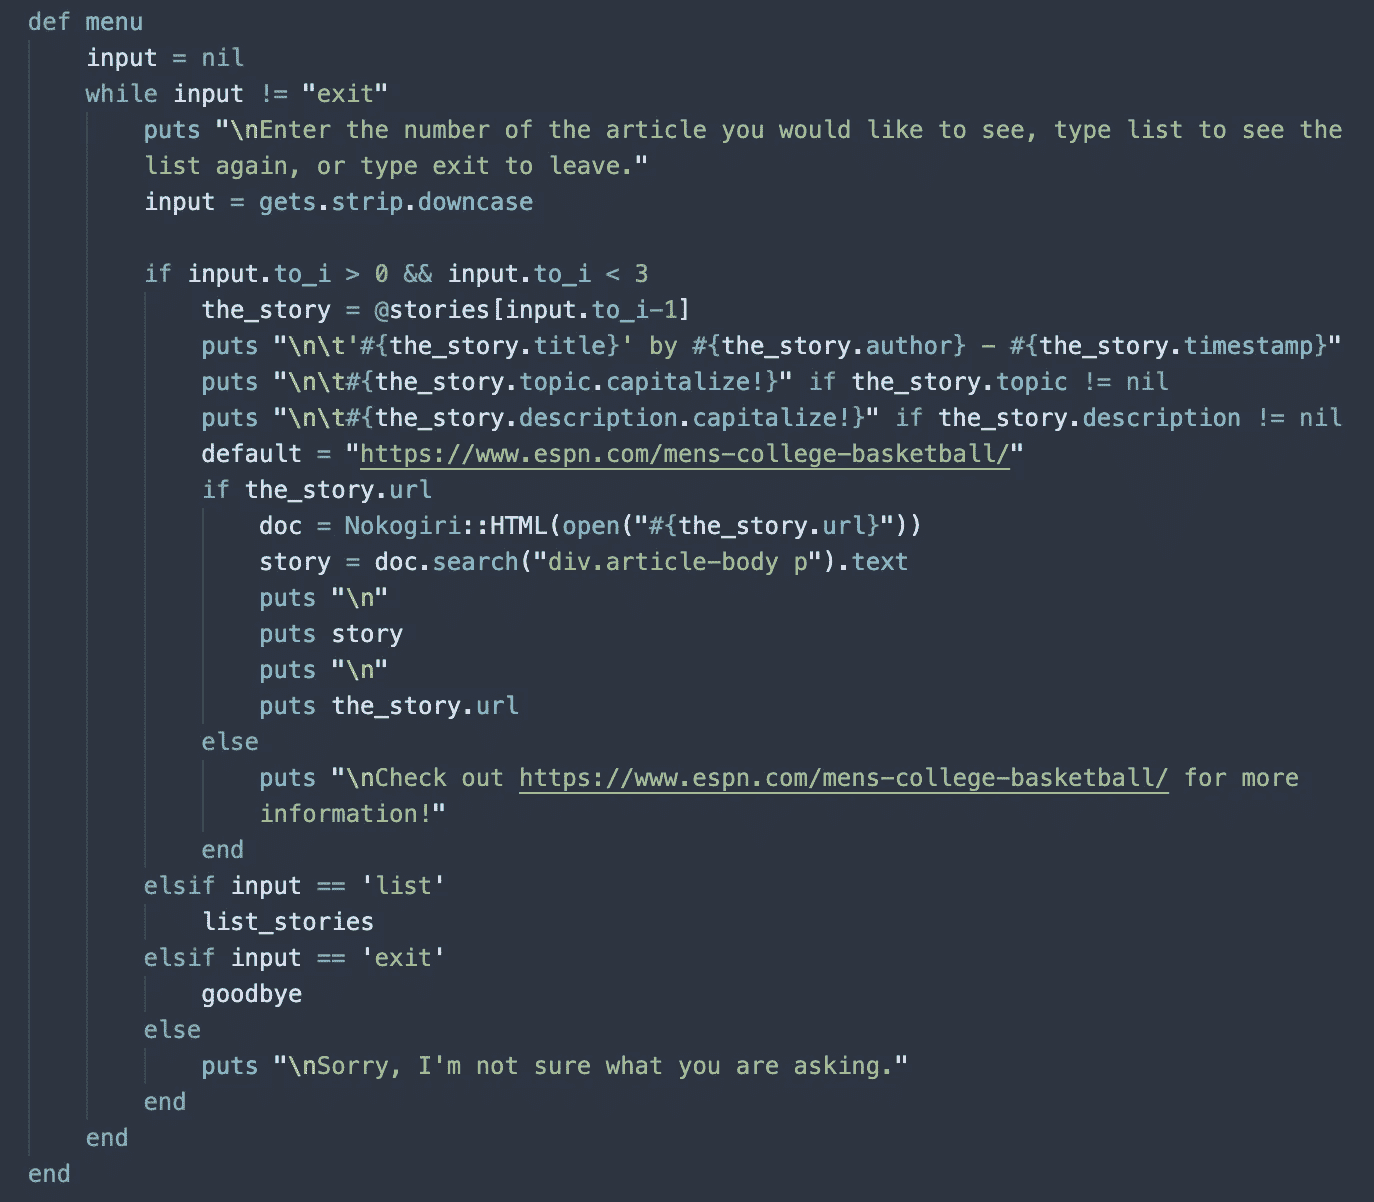 def menu
    input = nil
    while input != "exit"
        puts "\nEnter the number of the article you would like to see, type list to see the
        list again, or type exit to leave."
        input = gets.strip.downcase

        if input.to_i > 0 && input.to_i < 3
            the_story = @stories[input.to_i-1]
            puts "\n\t'#{the_story.title}' by #{the_story.author} - #{the_story.timestamp}"
            puts "\n\t#{the_story.topic.capitalize!}" if the_story.topic != nil
            puts "\n\t#{the_story.description.capitalize!}" if the_story.description != nil
            default = "https://www.espn.com/mens-college-basketball/"
            if the_story.url
                doc = Nokogiri::HTML(open("#{the_story.url}"))
                story = doc.search("div.article-body p").text
                puts "\n"
                puts story
                puts "\n"
                puts the_story.url
            else
                puts "\nCheck out https://www.espn.com/mens-college-basketball/ for more
                information!"
            end
        elsif input == 'list'
            list_stories
        elsif input == 'exit'
            goodbye
        else
            puts "\nSorry, I'm not sure what you are asking."
        end
    end
end